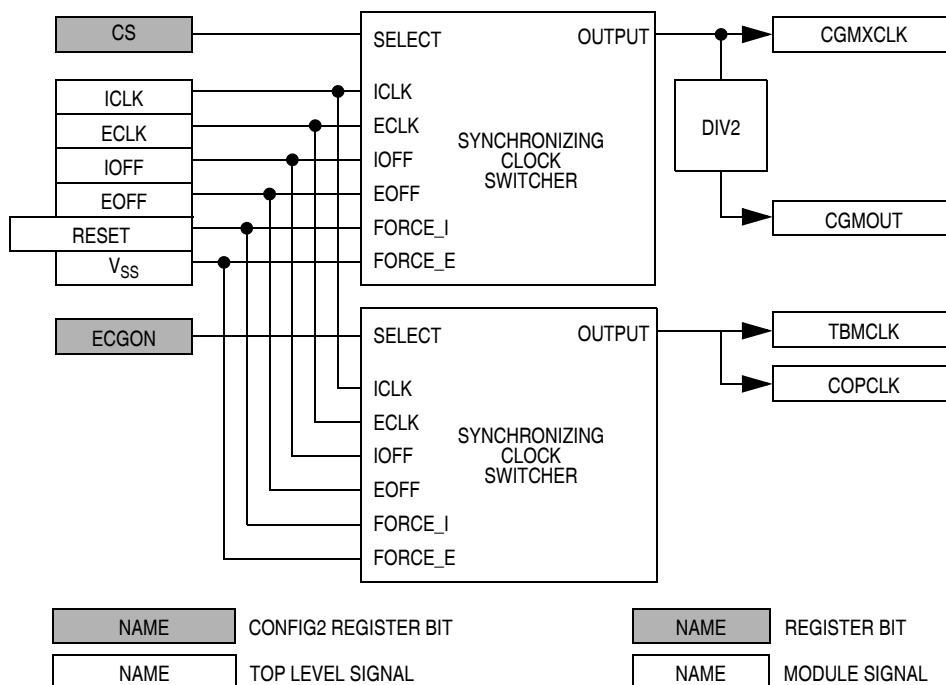 CS
SELECT
OUTPUT
CGMXCLK
ICLK
ICLK
ECLK
ECLK
IOFF
IOFF
EOFF
EOFF
RESET
FORCE_I
VSS
FORCE_E
SYNCHRONIZING
CLOCK
SWITCHER
DIV2
CGMOUT
ECGON
SELECT
OUTPUT
TBMCLK
COPCLK
ICLK
ECLK
IOFF
EOFF
FORCE_I
FORCE_E
SYNCHRONIZING
CLOCK
SWITCHER
NAME CONFIG2 REGISTER BIT
NAME REGISTER BIT
NAME TOP LEVEL SIGNAL
NAME MODULE SIGNAL